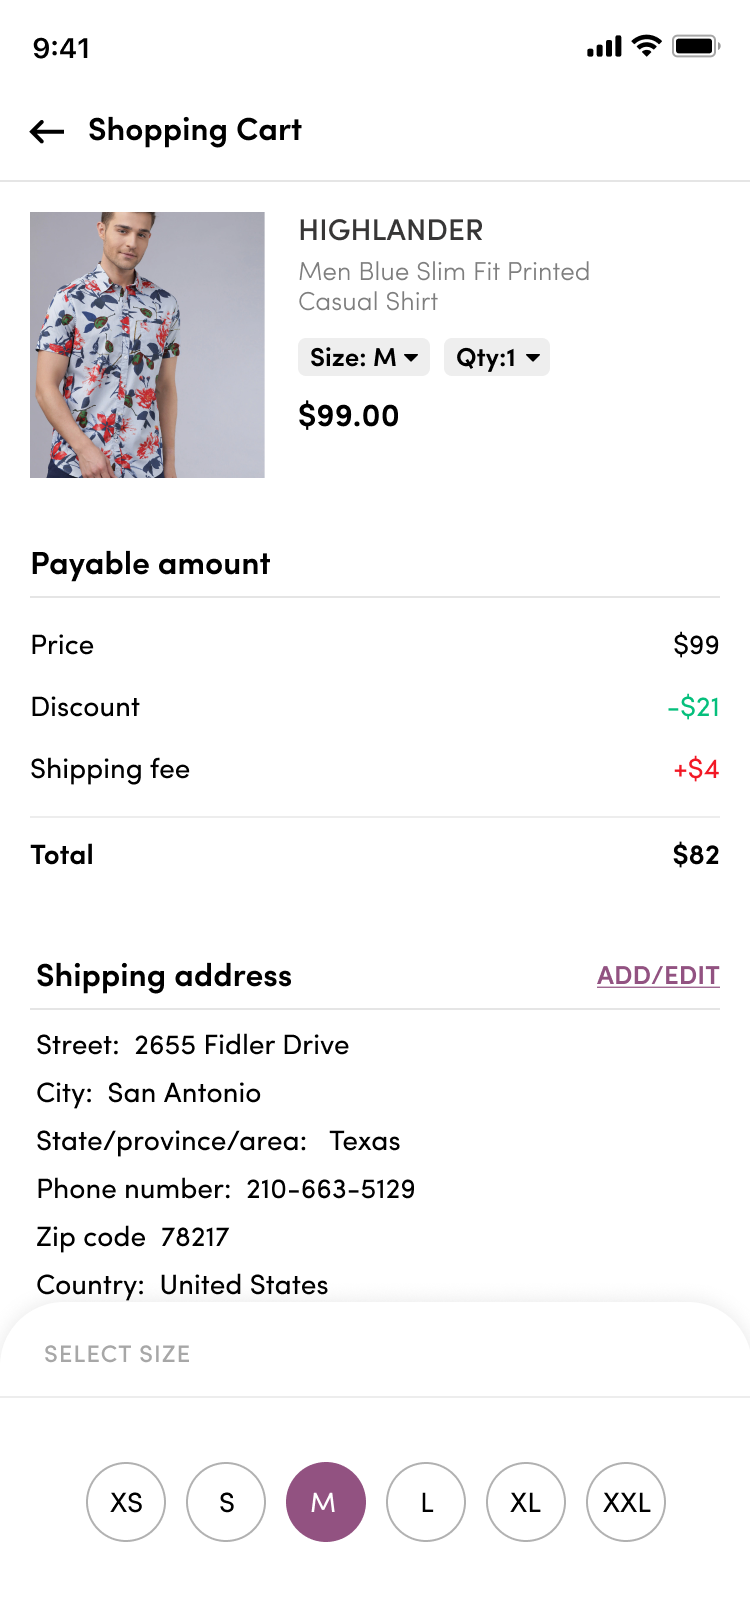 9:41
Shopping Cart
HIGHLANDER
Men Blue Slim Fit Printed
Casual Shirt
Size: M Qty:1
$99.00
Payable amount
Price $99
Discount -$21
Shipping fee +$4
Total $82
Shipping address ADD/EDIT
Street: 2655 Fidler Drive
City: San Antonio
State/province/area: Texas
Phone number: 210-663-5129
Zip code 78217
Country: United States
SELECT SIZE
XS S M L XL XXL